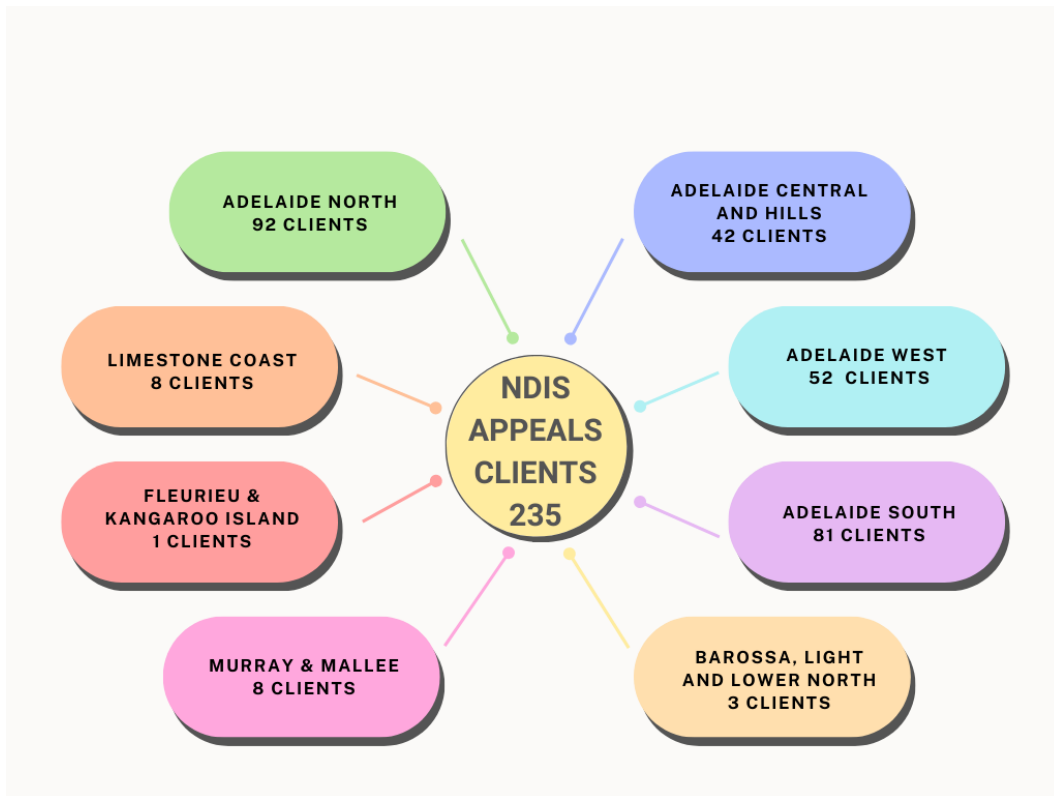 ADELAIDE NORTH
92 CLIENTS
ADELAIDE CENTRAL
AND HILLS
42 CLIENTS
LIMESTONE COAST
8 CLIENTS
ADELAIDE WEST
52 CLIENTS
NDIS
APPEALS
CLIENTS
235
FLEURIEU &
KANGAROO ISLAND
1 CLIENTS
ADELAIDE SOUTH
81 CLIENTS
MURRAY & MALLEE
8 CLIENTS
BAROSSA, LIGHT
AND LOWER NORTH
3 CLIENTS